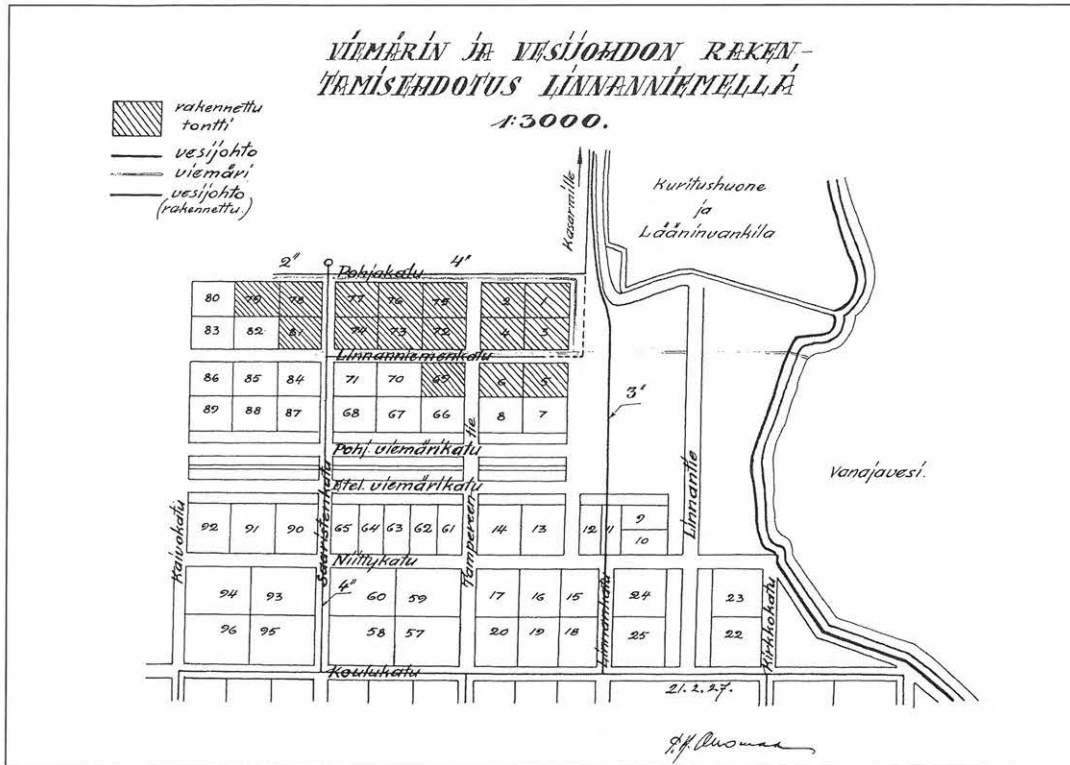 VIEMÄRIN JA VESIJOHDON RAKEN-
TAMISEHDOTUS LINNANNIEMELLÄ
1:3000.
rakennettu
tontti
vesijohto
viemäri
vesijohto
(rakennettu.)
Kasarmille
Kuritushuone
ja
Lääninvankila
2" 4"
Pohjakatu
80 79 78 77 76 75 2 1
83 82 81 74 73 72 4 3
Linnanniemenkatu
86 85 84 71 70 69 6 5
89 88 87 68 67 66 8 7
3"
Pohj. viemärikatu
Etel. viemärikatu
Vanajavesi.
Kaivokatu
Saaristenkatu
Tampereen tie
Linnankatu
Linnantie
Kirkkokatu
92 91 90 65 64 63 62 61 14 13 12 11 9
10
Niittykatu
94 93 60 59 17 16 15 24 23
4"
96 95 58 57 20 19 18 25 22
Koulukatu
21.2.27.